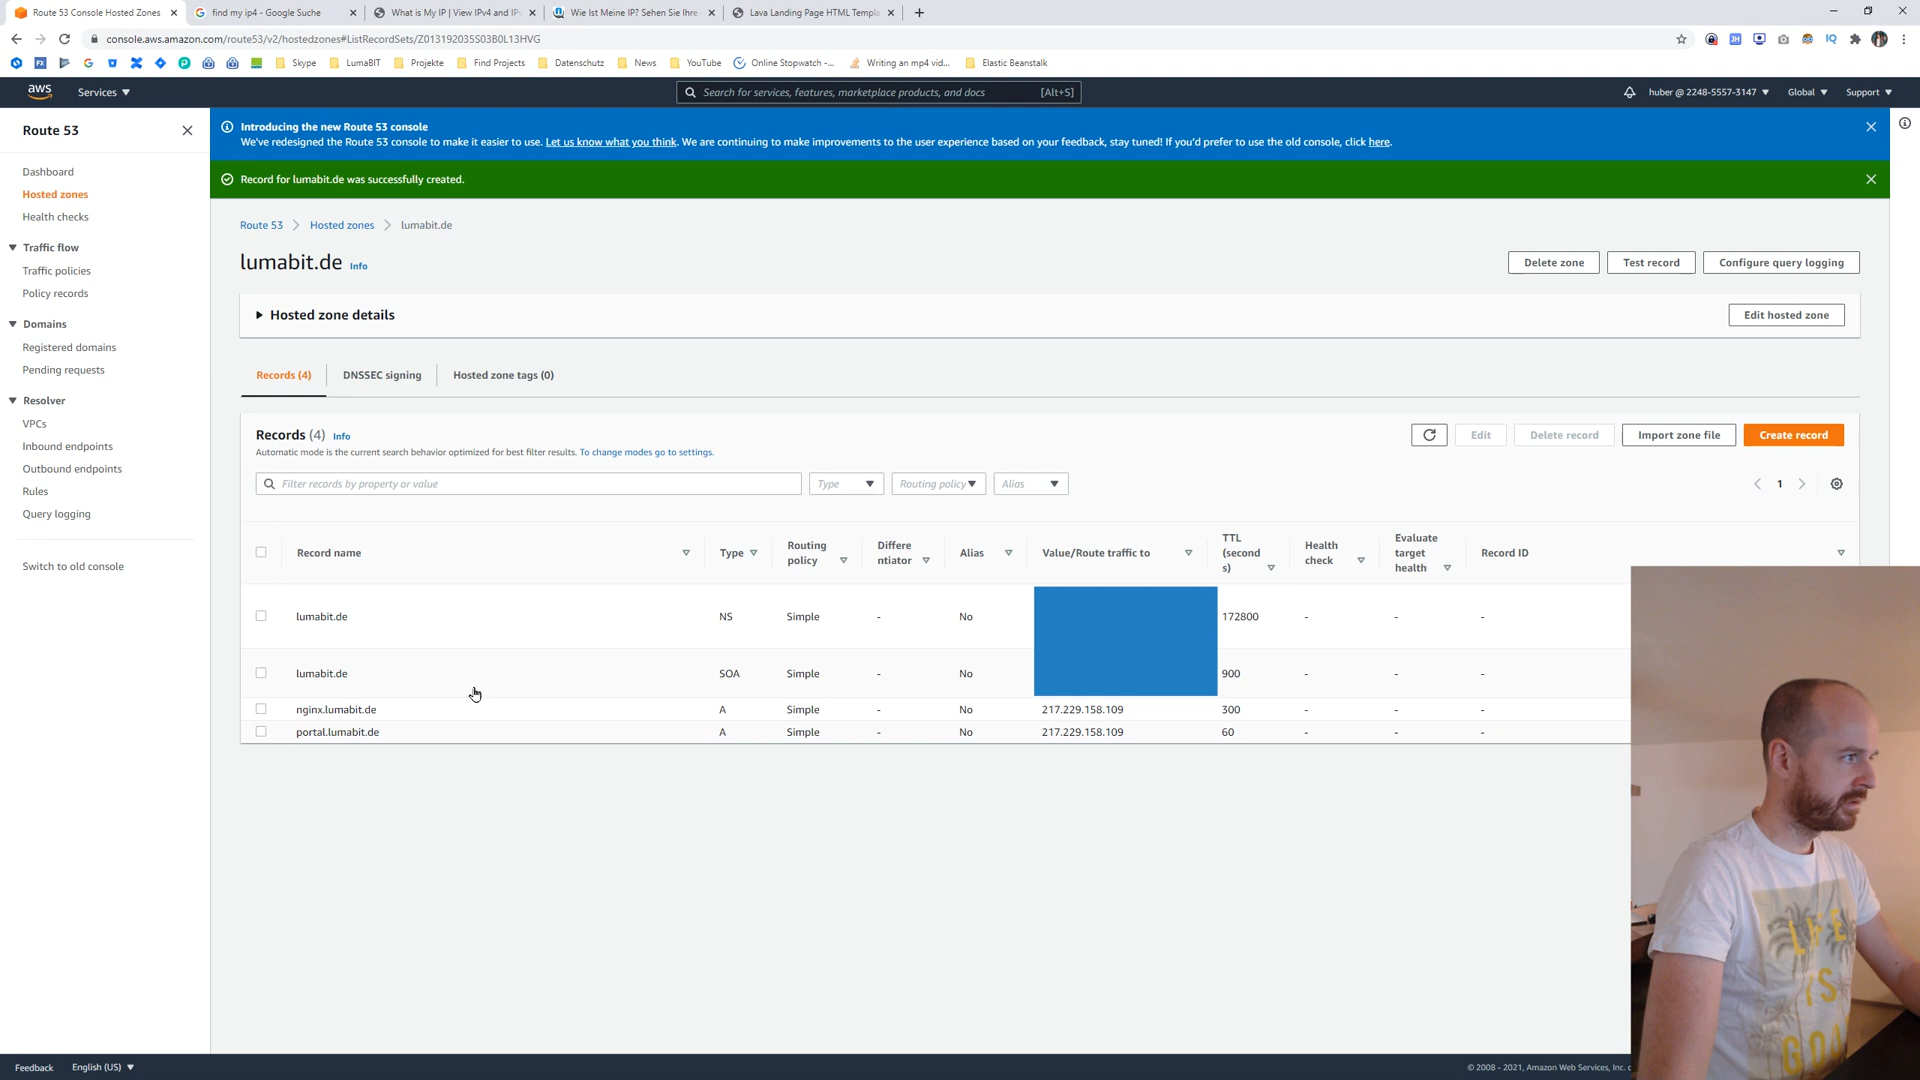 Route 53 Console Hosted Zones
find my ip4 - Google Suche
What is My IP | View IPv4 and IPv
Wie Ist Meine IP? Sehen Sie Ihre
Lava Landing Page HTML Templa
console.aws.amazon.com/route53/v2/hostedzones#ListRecordSets/Z013192035S03B0L13HVG
Skype
LumaBIT
Projekte
Find Projects
Datenschutz
News
YouTube
Online Stopwatch -...
Writing an mp4 vid...
Elastic Beanstalk
aws
Services
Search for services, features, marketplace products, and docs
[Alt+S]
huber @ 2248-5557-3147
Global
Support
Route 53
Dashboard
Hosted zones
Health checks
Traffic flow
Traffic policies
Policy records
Domains
Registered domains
Pending requests
Resolver
VPCs
Inbound endpoints
Outbound endpoints
Rules
Query logging
Switch to old console
Introducing the new Route 53 console
We've redesigned the Route 53 console to make it easier to use. Let us know what you think. We are continuing to make improvements to the user experience based on your feedback, stay tuned! If you'd prefer to use the old console, click here.
Record for lumabit.de was successfully created.
Route 53
Hosted zones
lumabit.de
lumabit.de Info
Delete zone
Test record
Configure query logging
Hosted zone details
Edit hosted zone
Records (4)
DNSSEC signing
Hosted zone tags (0)
Records (4) Info
Automatic mode is the current search behavior optimized for best filter results. To change modes go to settings.
Edit
Delete record
Import zone file
Create record
Filter records by property or value
Type
Routing policy
Alias
1
Record name
Type
Routing policy
Differe ntiator
Alias
Value/Route traffic to
TTL (second s)
Health check
Evaluate target health
Record ID
lumabit.de NS Simple - No 172800 - - -
lumabit.de SOA Simple - No 900 - - -
nginx.lumabit.de A Simple - No 217.229.158.109 300 - - -
portal.lumabit.de A Simple - No 217.229.158.109 60 - - -
Feedback
English (US)
© 2008 - 2021, Amazon Web Services, Inc.